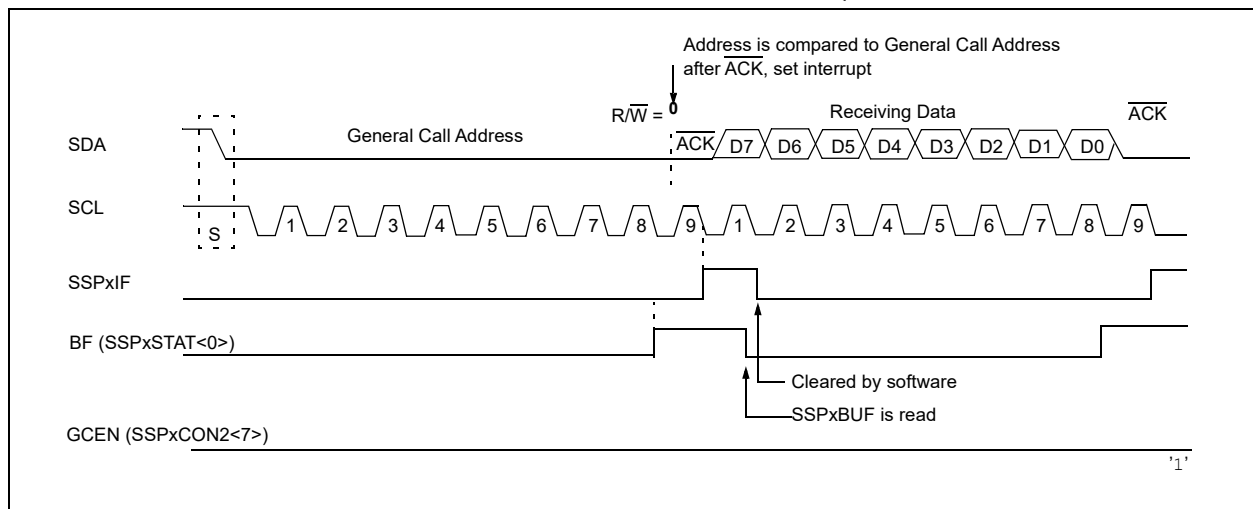 Address is compared to General Call Address
after ACK, set interrupt
R/W = 0
General Call Address
Receiving Data
ACK
SDA
ACK D7 D6 D5 D4 D3 D2 D1 D0
SCL
S 1 2 3 4 5 6 7 8 9 1 2 3 4 5 6 7 8 9
SSPxIF
BF (SSPxSTAT<0>)
Cleared by software
SSPxBUF is read
GCEN (SSPxCON2<7>)
'1'